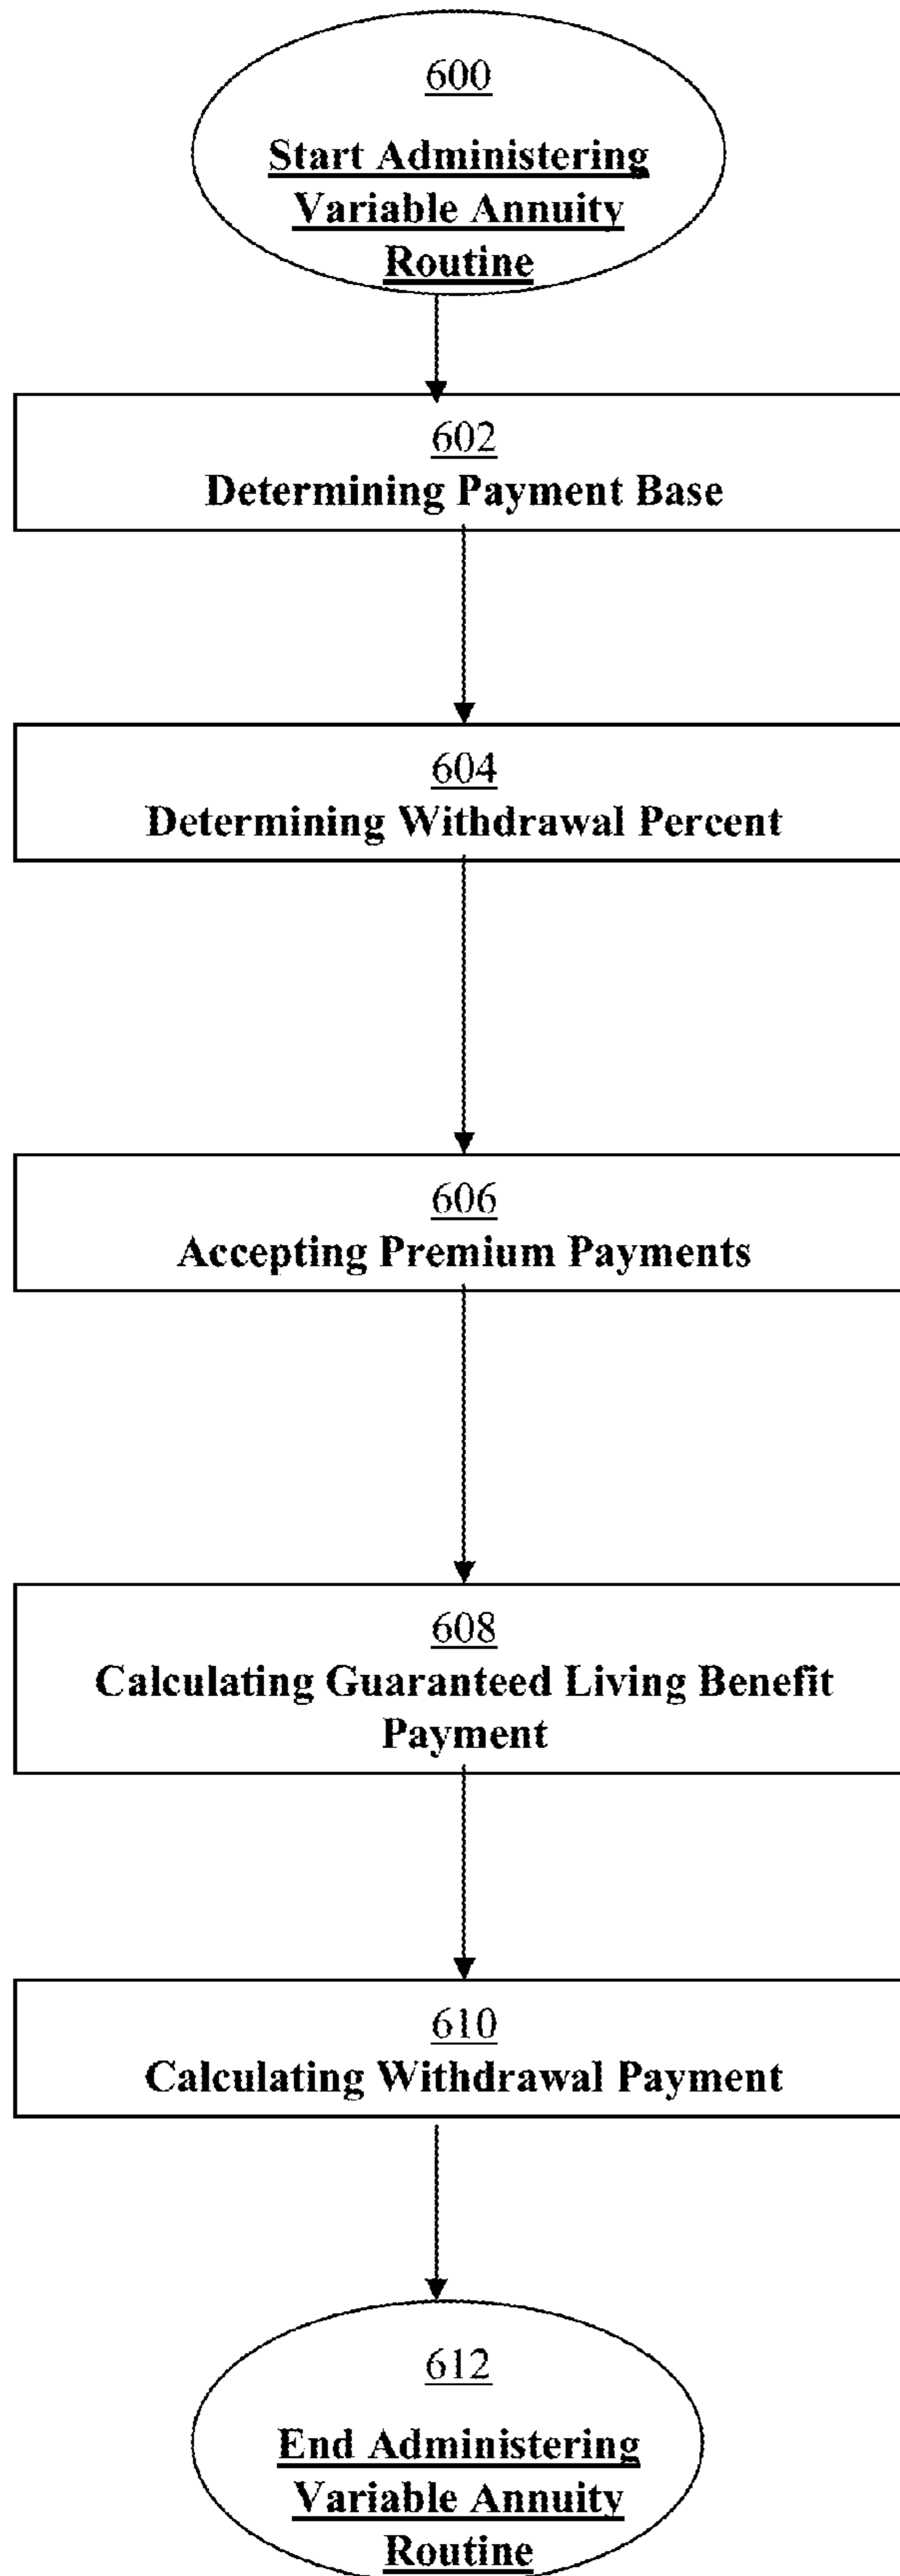 600
Start Administering
Variable Annuity
Routine
602
Determining Payment Base
604
Determining Withdrawal Percent
606
Accepting Premium Payments
608
Calculating Guaranteed Living Benefit
Payment
610
Calculating Withdrawal Payment
612
End Administering
Variable Annuity
Routine